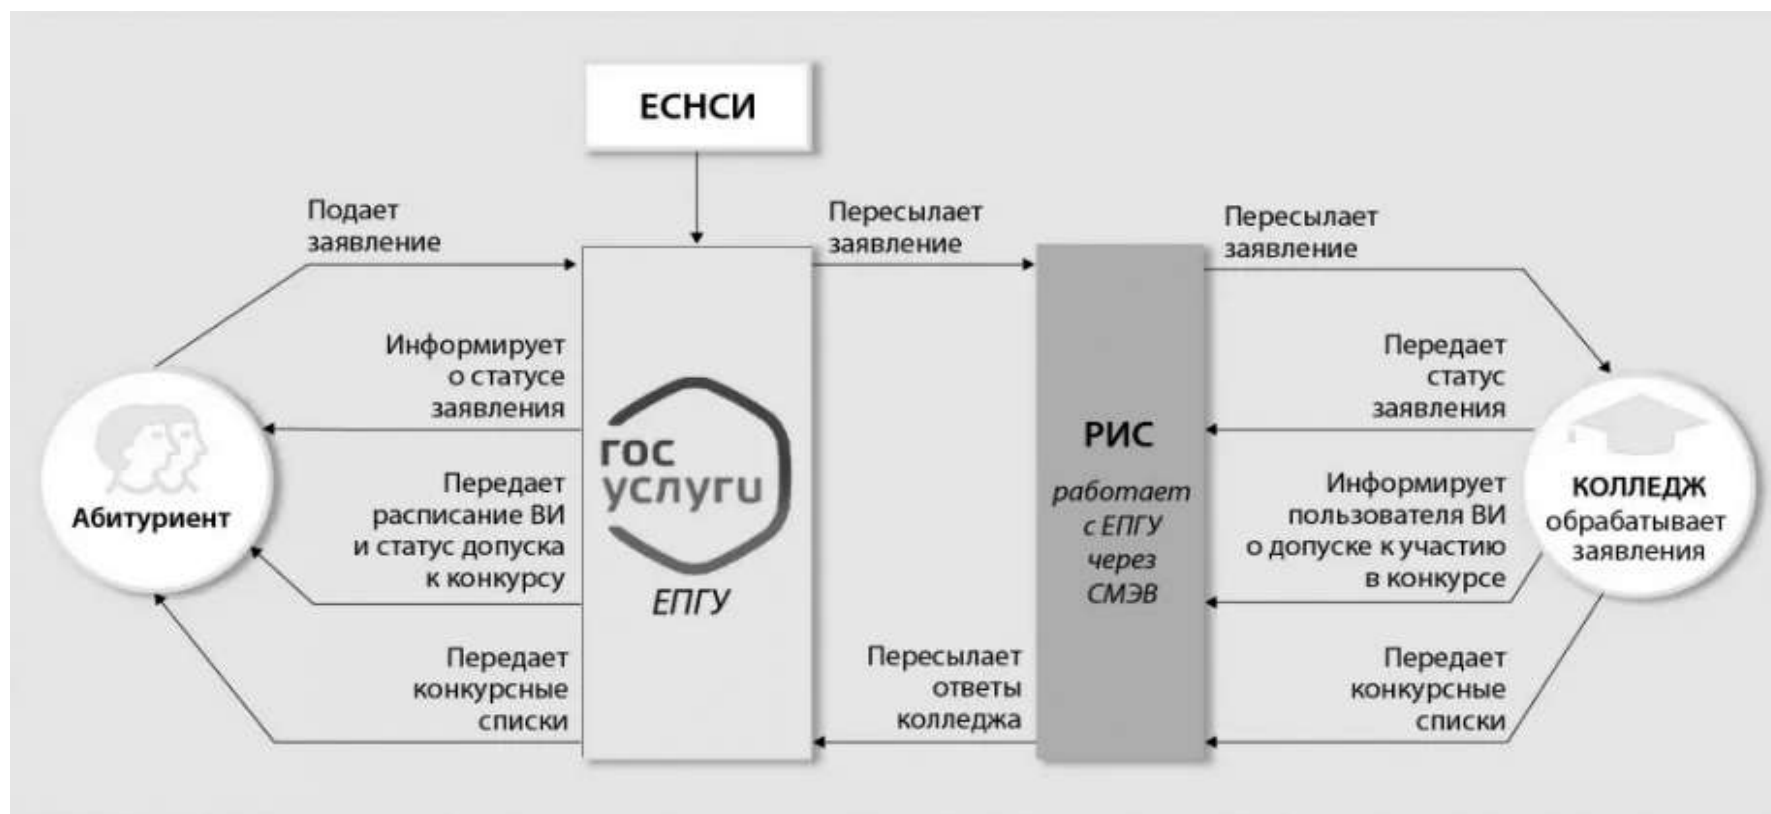 ЕСНСИ
Подает
заявление
Пересылает
заявление
Пересылает
заявление
Информирует
о статусе
заявления
Передает
расписание ВИ
и статус допуска
к конкурсу
Передает
конкурсные
списки
Абитуриент
гос
услуги
ЕПГУ
Пересылает
ответы
колледжа
РИС
работает
с ЕПГУ
через
СМЭВ
Передает
статус
заявления
Информирует
пользователя ВИ
о допуске к участию
в конкурсе
Передает
конкурсные
списки
КОЛЛЕДЖ
обрабатывает
заявления